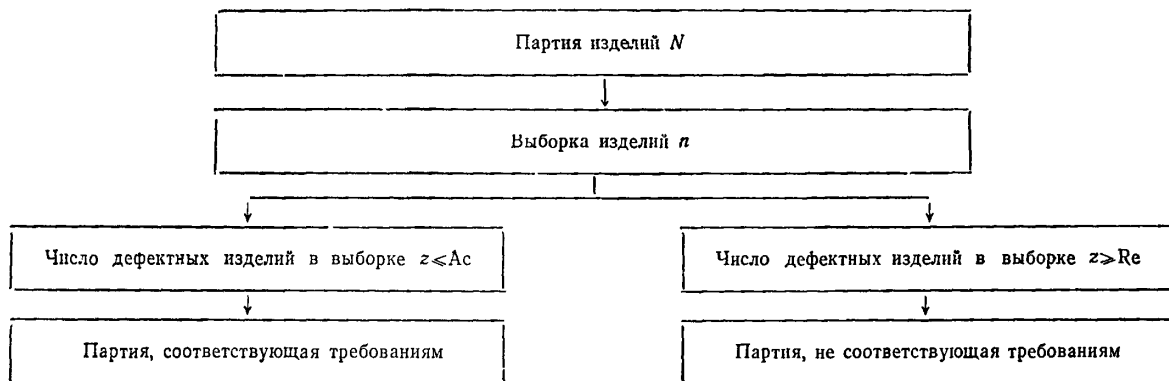 Партия изделий N
Выборка изделий n
Число дефектных изделий в выборке z⩽Ac
Число дефектных изделий в выборке z⩾Re
Партия, соответствующая требованиям
Партия, не соответствующая требованиям